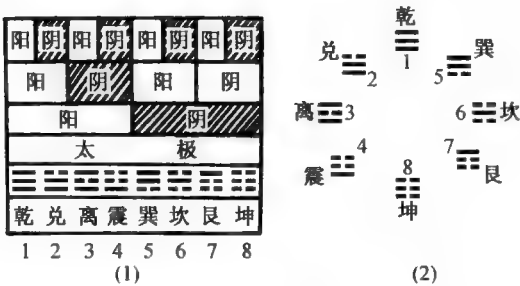 阳 阴 阳 阴 阳 阴 阳 阴
阳 阴 阳 阴
阳 阴
太 极
乾 兑 离 震 巽 坎 艮 坤
1 2 3 4 5 6 7 8
(1)
乾
1
兑
2
巽
5
离 3
6 坎
震
4
7
艮
8
坤
(2)